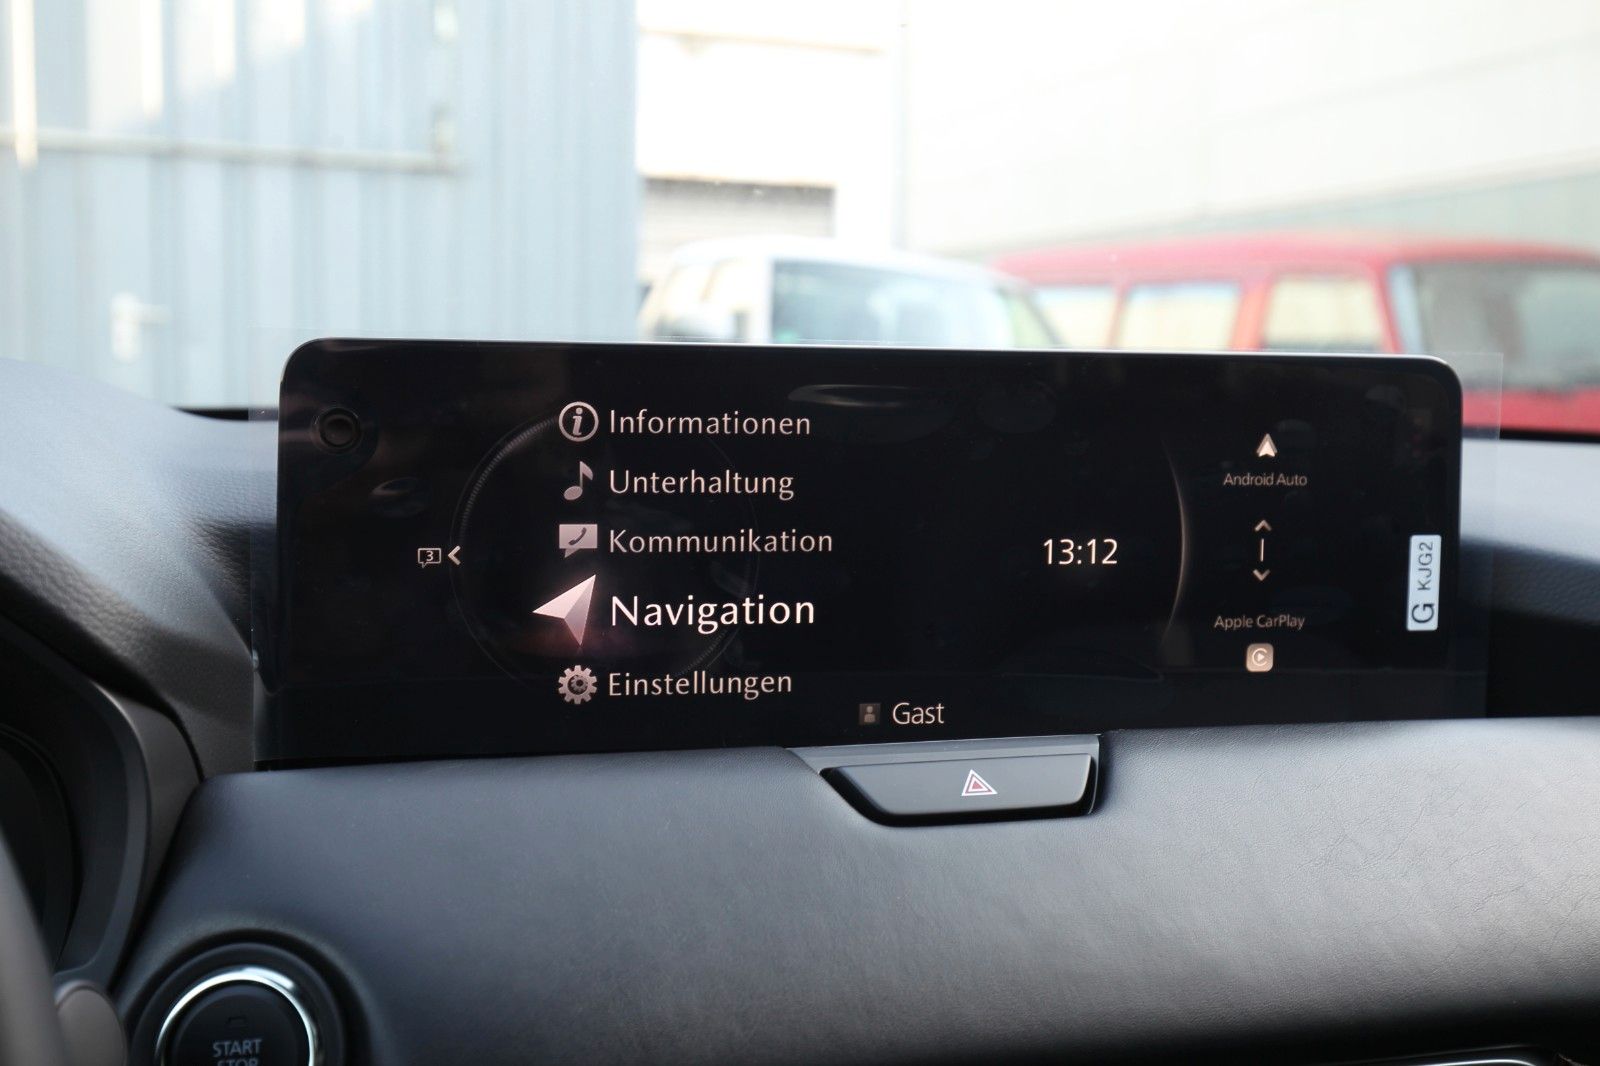 Informationen
Unterhaltung
Kommunikation
Navigation
Einstellungen
3
13:12
Android Auto
Apple CarPlay
Gast
G KJG2
START
STOP